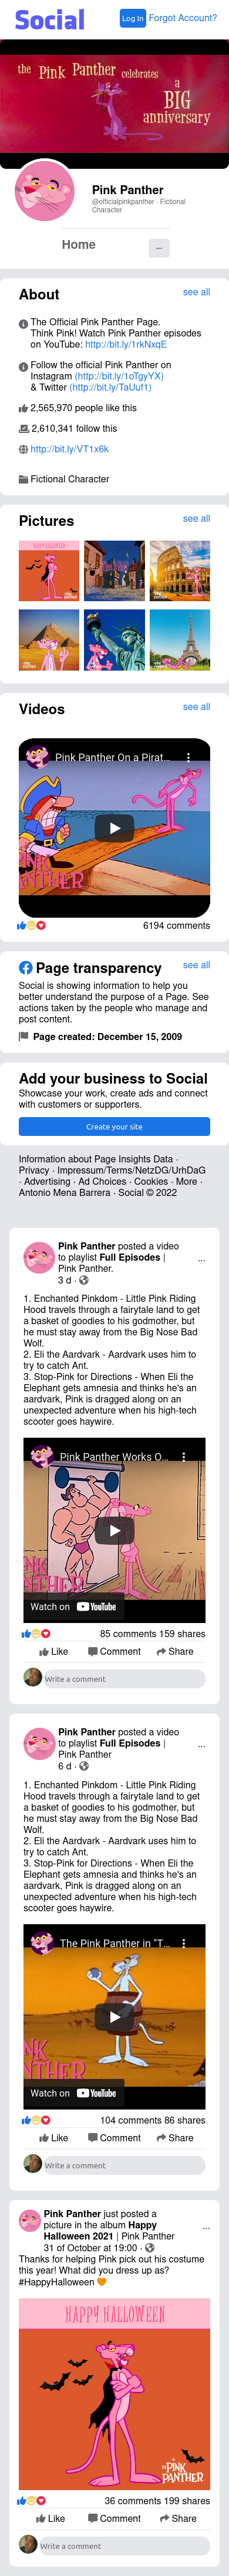 Social
Log In Forgot Account?
the Pink Panther celebrates
a
BIG
anniversary
Pink Panther
@officialpinkpanther · Fictional
Character
Home
...
About see all
The Official Pink Panther Page.
Think Pink! Watch Pink Panther episodes
on YouTube: http://bit.ly/1rkNxqE
Follow the official Pink Panther on
Instagram (http://bit.ly/1oTgyYX)
& Twitter (http://bit.ly/TaUuf1)
2,565,970 people like this
2,610,341 follow this
http://bit.ly/VT1x6k
Fictional Character
Pictures see all
HAPPY HALLOWEEN
Videos see all
Pink Panther On a Pirat...
6194 comments
Page transparency see all
Social is showing information to help you
better understand the purpose of a Page. See
actions taken by the people who manage and
post content.
Page created: December 15, 2009
Add your business to Social
Showcase your work, create ads and connect
with customers or supporters.
Create your site
Information about Page Insights Data ·
Privacy · Impressum/Terms/NetzDG/UrhDaG
· Advertising · Ad Choices · Cookies · More ·
Antonio Mena Barrera · Social © 2022
Pink Panther posted a video
to playlist Full Episodes | ...
Pink Panther.
3 d ·
1. Enchanted Pinkdom - Little Pink Riding
Hood travels through a fairytale land to get
a basket of goodies to his godmother, but
he must stay away from the Big Nose Bad
Wolf.
2. Eli the Aardvark - Aardvark uses him to
try to catch Ant.
3. Stop-Pink for Directions - When Eli the
Elephant gets amnesia and thinks he's an
aardvark, Pink is dragged along on an
unexpected adventure when his high-tech
scooter goes haywire.
Pink Panther Works O...
Watch on YouTube
85 comments 159 shares
Like Comment Share
Write a comment
Pink Panther posted a video
to playlist Full Episodes | ...
Pink Panther
6 d ·
1. Enchanted Pinkdom - Little Pink Riding
Hood travels through a fairytale land to get
a basket of goodies to his godmother, but
he must stay away from the Big Nose Bad
Wolf.
2. Eli the Aardvark - Aardvark uses him to
try to catch Ant.
3. Stop-Pink for Directions - When Eli the
Elephant gets amnesia and thinks he's an
aardvark, Pink is dragged along on an
unexpected adventure when his high-tech
scooter goes haywire.
The Pink Panther in "T...
Watch on YouTube
104 comments 86 shares
Like Comment Share
Write a comment
Pink Panther just posted a
picture in the album Happy ...
Halloween 2021 | Pink Panther
31 of October at 19:00 ·
Thanks for helping Pink pick out his costume
this year! What did you dress up as?
#HappyHalloween 🧡
HAPPY HALLOWEEN
THE PINK
PANTHER
36 comments 199 shares
Like Comment Share
Write a comment